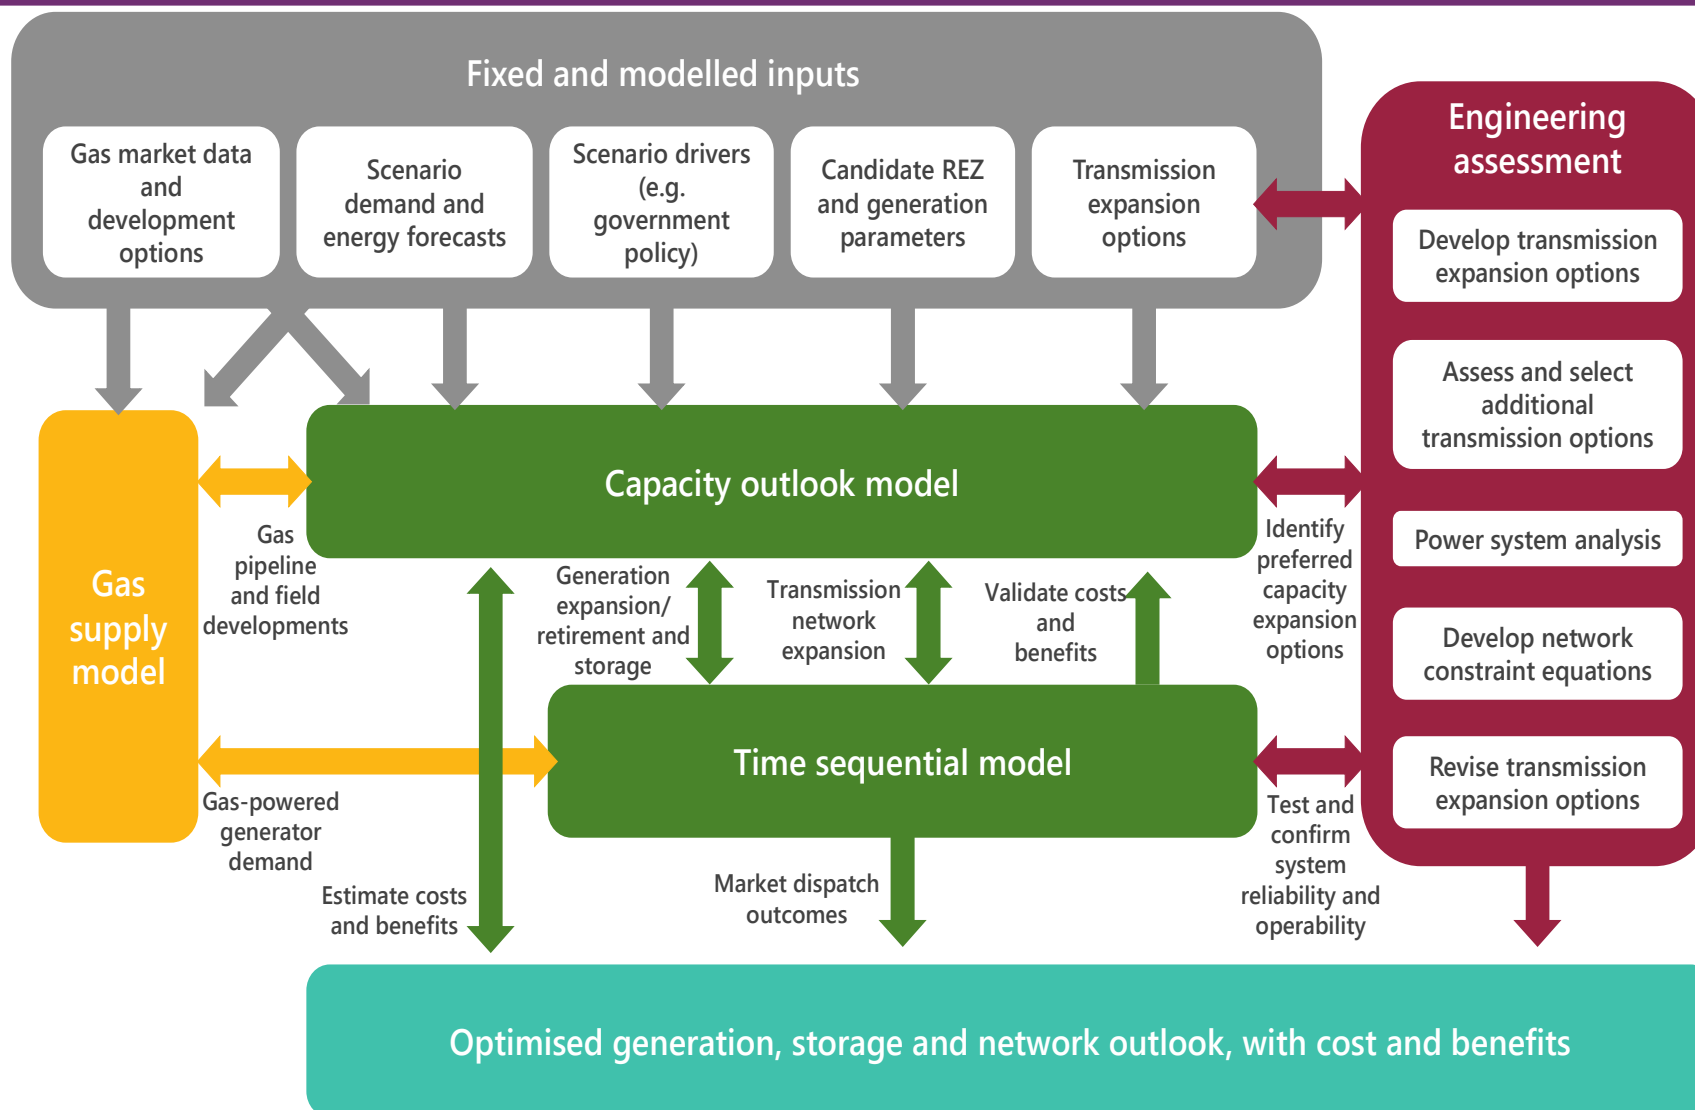 Fixed and modelled inputs
Gas market data
and
development
options
Scenario
demand and
energy forecasts
Scenario drivers
(e.g.
government
policy)
Candidate REZ
and generation
parameters
Transmission
expansion
options
Engineering
assessment
Develop transmission
expansion options
Assess and select
additional
transmission options
Power system analysis
Develop network
constraint equations
Revise transmission
expansion options
Capacity outlook model
Gas
supply
model
Gas
pipeline
and field
developments
Generation
expansion/
retirement and
storage
Transmission
network
expansion
Validate costs
and
benefits
Identify
preferred
capacity
expansion
options
Time sequential model
Gas-powered
generator
demand
Estimate costs
and benefits
Market dispatch
outcomes
Test and
confirm
system
reliability and
operability
Optimised generation, storage and network outlook, with cost and benefits